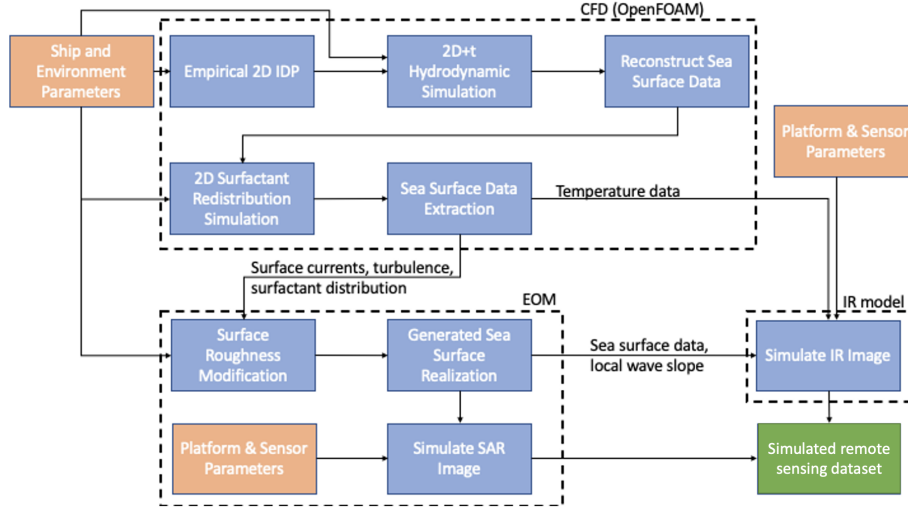 CFD (OpenFOAM)
Ship and
Environment
Parameters
Empirical 2D IDP
2D+t
Hydrodynamic
Simulation
Reconstruct Sea
Surface Data
Platform & Sensor
Parameters
2D Surfactant
Redistribution
Simulation
Sea Surface Data
Extraction
Temperature data
Surface currents, turbulence,
surfactant distribution
EOM
IR model
Surface
Roughness
Modification
Generated Sea
Surface
Realization
Sea surface data,
local wave slope
Simulate IR Image
Platform & Sensor
Parameters
Simulate SAR
Image
Simulated remote
sensing dataset